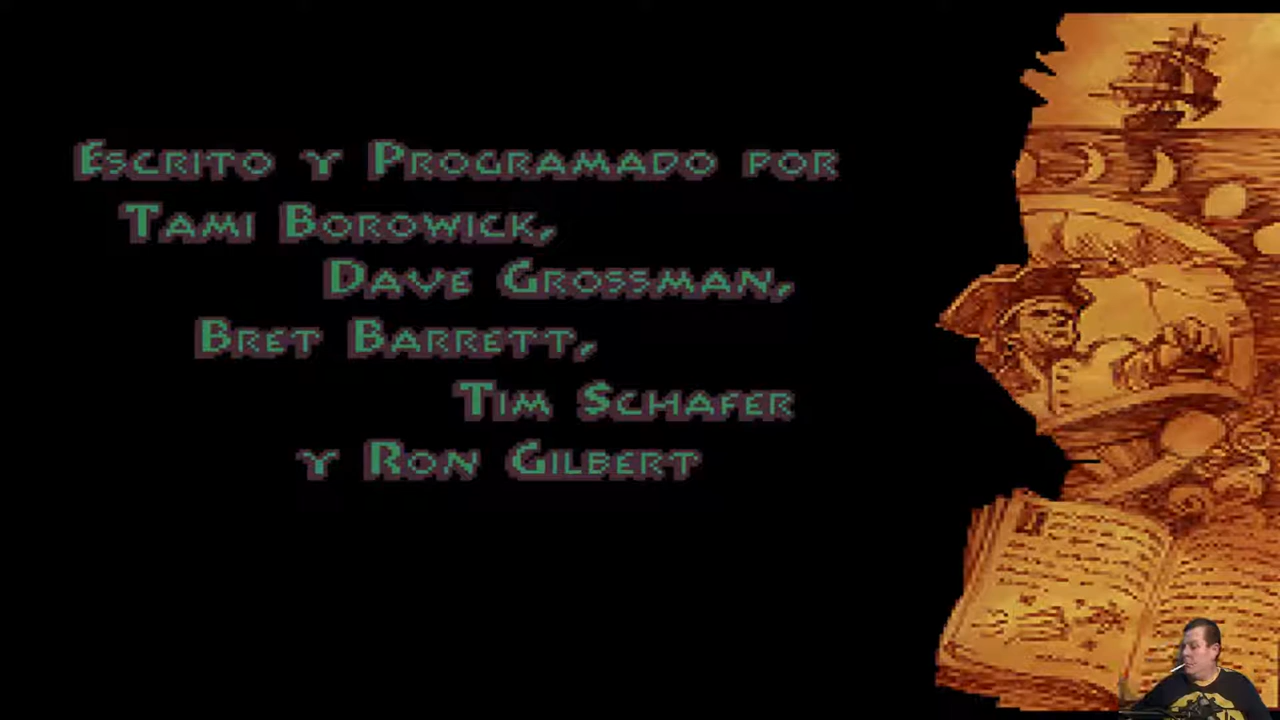 Escrito y Programado por
Tami Borowick,
Dave Grossman,
Bret Barrett,
Tim Schafer
y Ron Gilbert